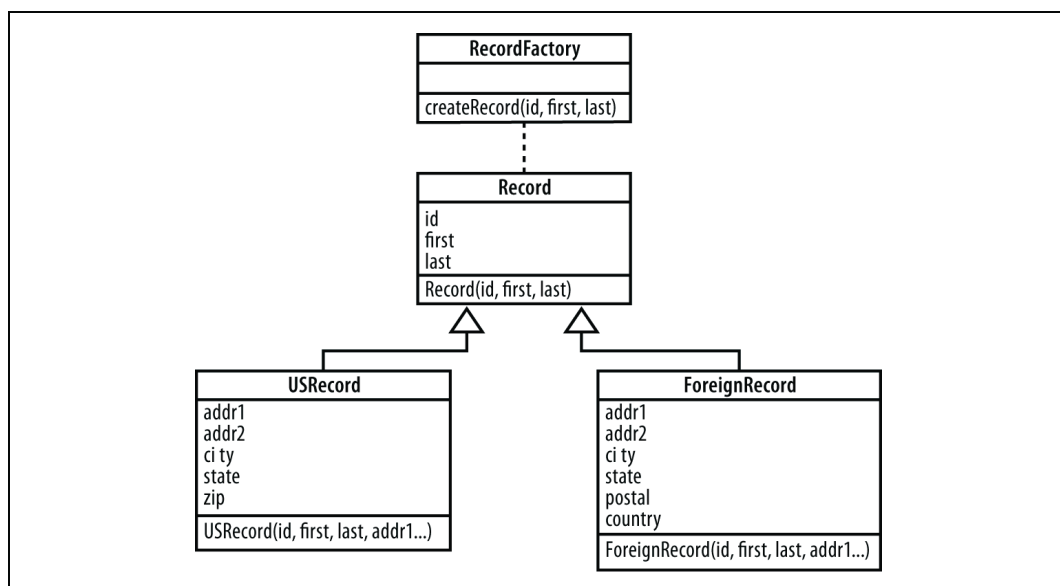 RecordFactory
createRecord(id, first, last)
Record
id
first
last
Record(id, first, last)
USRecord
addr1
addr2
ci ty
state
zip
USRecord(id, first, last, addr1...)
ForeignRecord
addr1
addr2
ci ty
state
postal
country
ForeignRecord(id, first, last, addr1...)